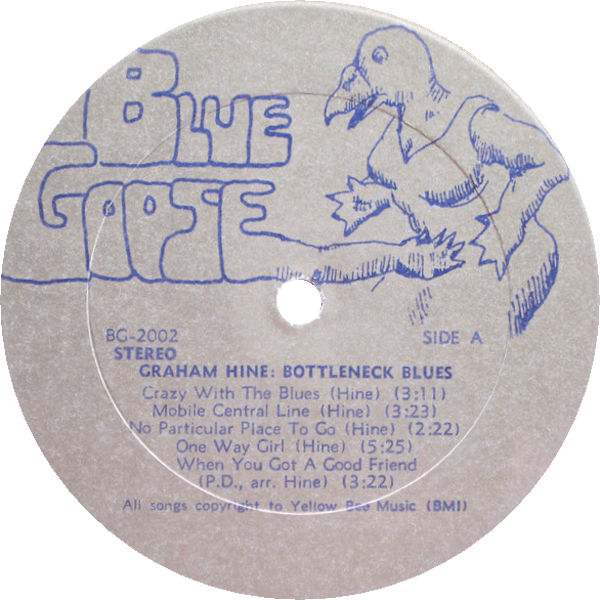 BLUE
GOOSE
BG-2002 SIDE A
STEREO
GRAHAM HINE: BOTTLENECK BLUES
Crazy With The Blues (Hine) (3:11)
Mobile Central Line (Hine) (3:23)
No Particular Place To Go (Hine) (2:22)
One Way Girl (Hine) (5:25)
When You Got A Good Friend
(P.D., arr. Hine) (3:22)
All songs copyright to Yellow Bee Music (BMI)